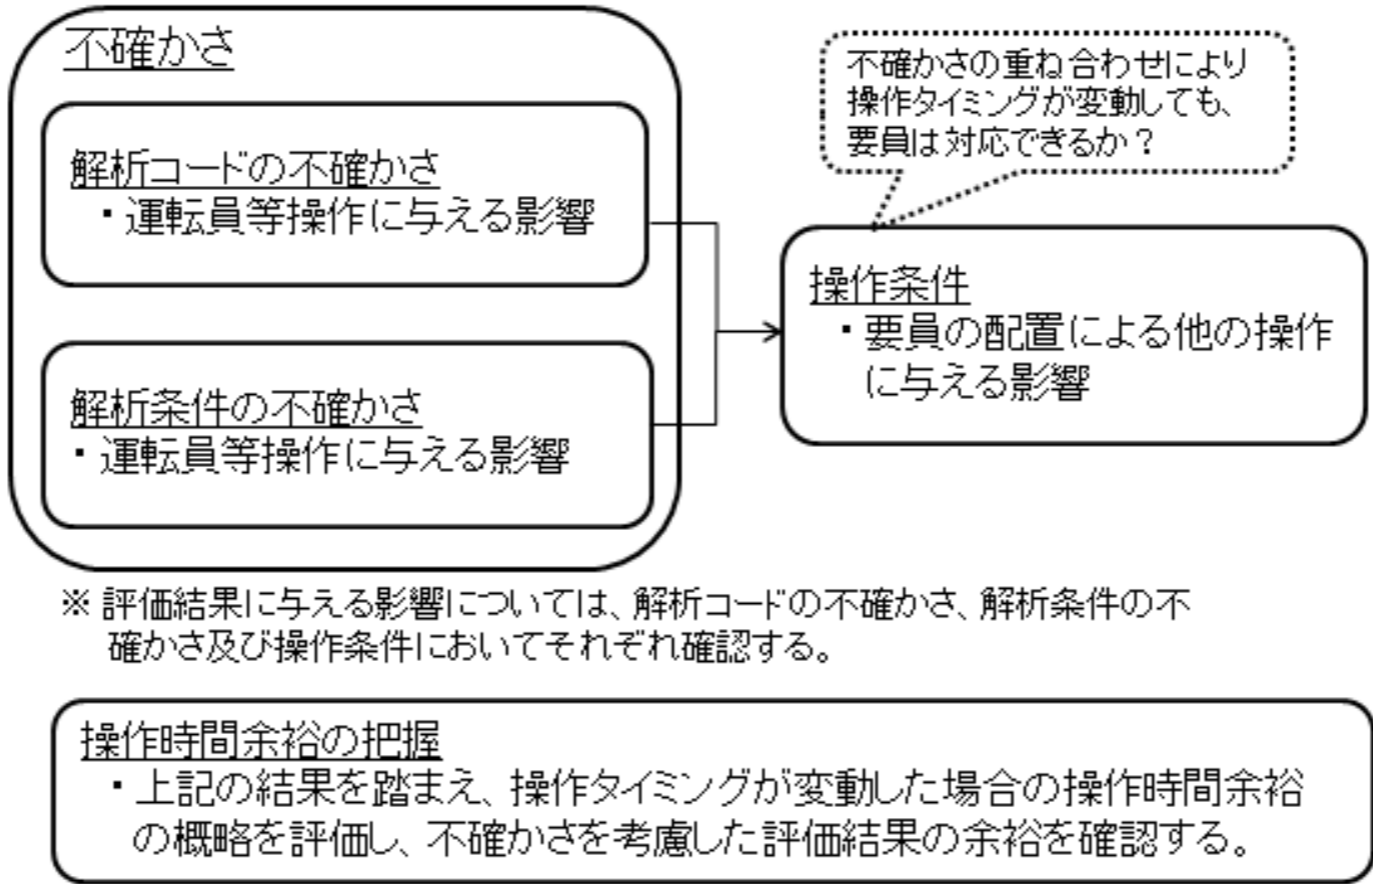 不確かさ
解析コードの不確かさ
・運転員等操作に与える影響
解析条件の不確かさ
・運転員等操作に与える影響
不確かさの重ね合わせにより
操作タイミングが変動しても、
要員は対応できるか？
操作条件
・要員の配置による他の操作
に与える影響
※ 評価結果に与える影響については、解析コードの不確かさ、解析条件の不
確かさ及び操作条件においてそれぞれ確認する。
操作時間余裕の把握
・上記の結果を踏まえ、操作タイミングが変動した場合の操作時間余裕
の概略を評価し、不確かさを考慮した評価結果の余裕を確認する。